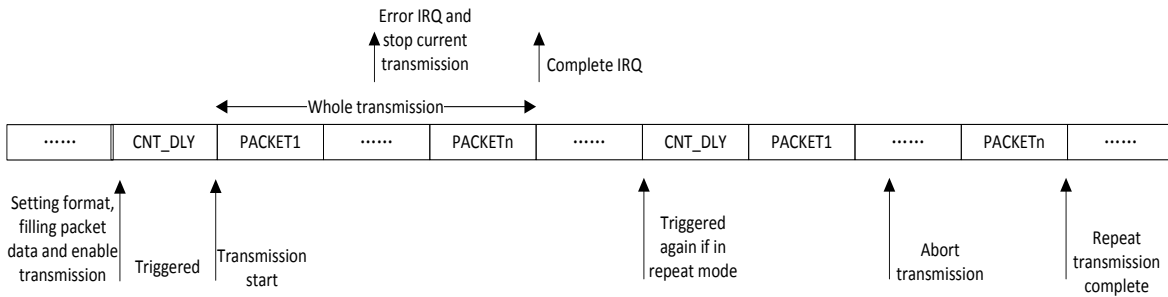 Error IRQ and
stop current
transmission
Complete IRQ
Whole transmission
…… CNT_DLY PACKET1 …… PACKETn …… CNT_DLY PACKET1 …… PACKETn ……
Setting format,
filling packet
data and enable
transmission
Triggered
Transmission
start
Triggered
again if in
repeat mode
Abort
transmission
Repeat
transmission
complete